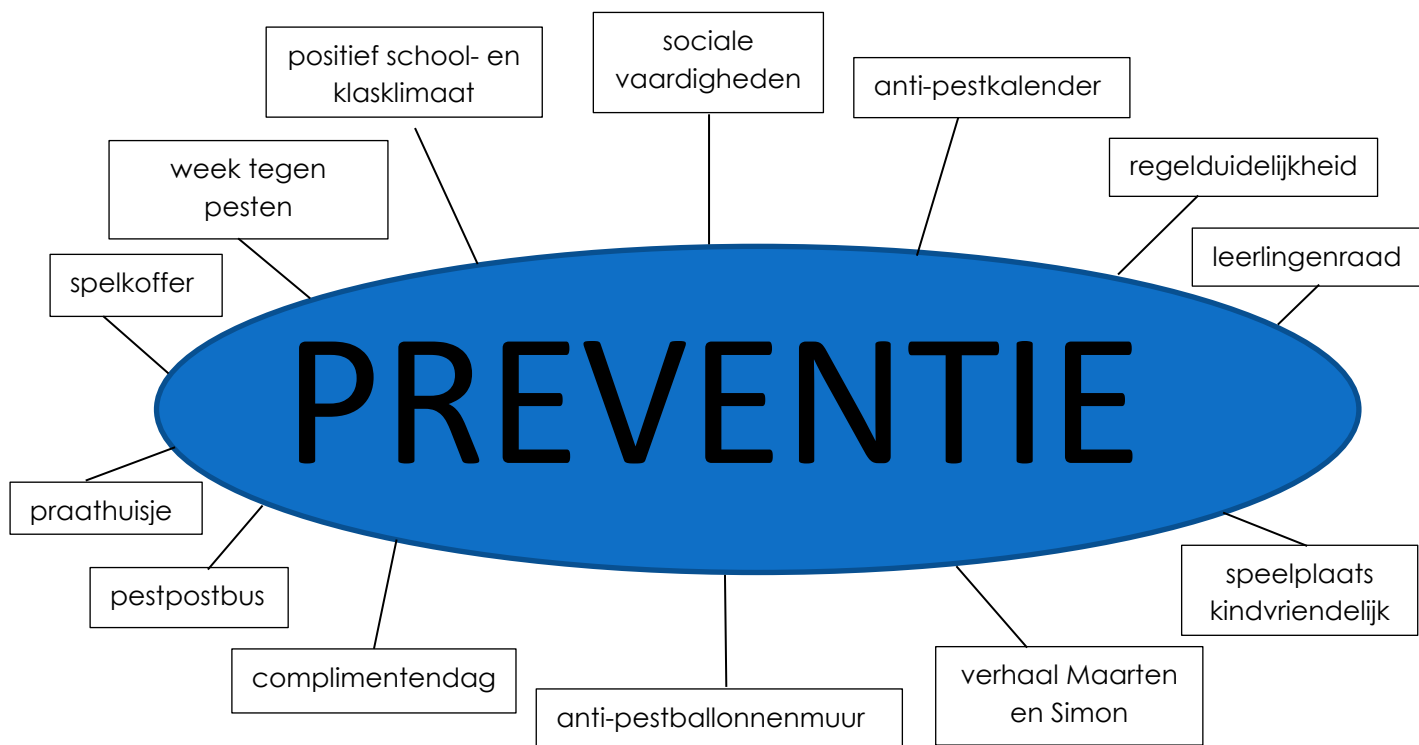 positief school- en
klasklimaat
sociale
vaardigheden
anti-pestkalender
week tegen
pesten
regelduidelijkheid
spelkoffer
leerlingenraad
PREVENTIE
praathuisje
pestpostbus
complimentendag
anti-pestballonnenmuur
verhaal Maarten
en Simon
speelplaats
kindvriendelijk